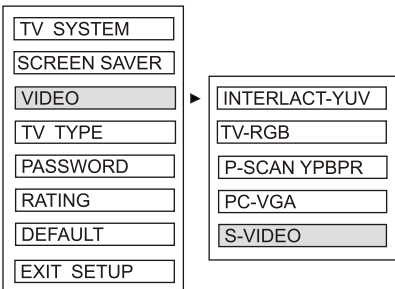 TV SYSTEM
SCREEN SAVER
VIDEO
TV TYPE
PASSWORD
RATING
DEFAULT
EXIT SETUP
INTERLACT-YUV
TV-RGB
P-SCAN YPBPR
PC-VGA
S-VIDEO